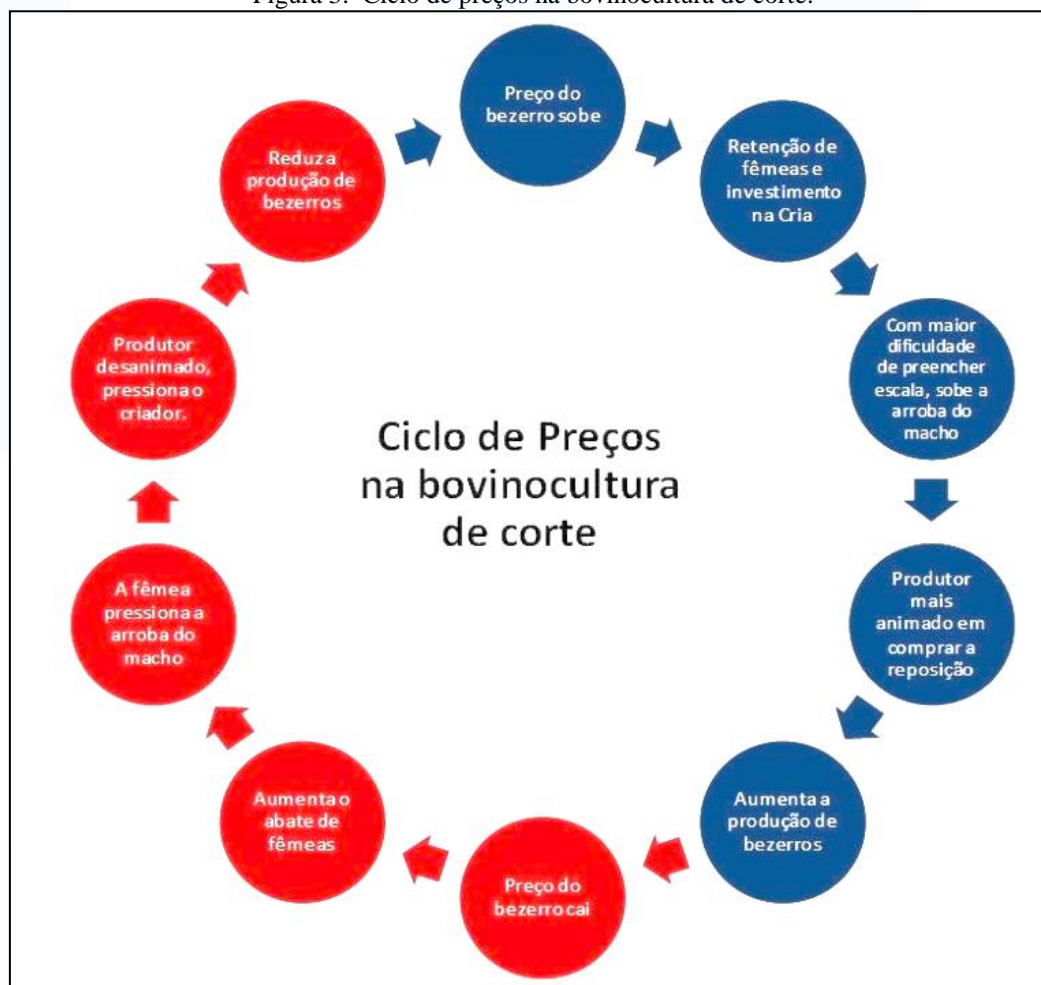 Figura 3: Ciclo de preços na bovinocultura de corte.
Preço do
bezerro sobe
Retenção de
fêmeas e
investimento
na Cria
Com maior
dificuldade
de preencher
escala, sobe a
arroba do
macho
Produtor
mais
animado em
comprar a
reposição
Aumenta a
produção de
bezerros
Preço do
bezerro cai
Aumenta o
abate de
fêmeas
A fêmea
pressiona a
arroba do
macho
Produtor
desanimado,
pressiona o
criador.
Reduz a
produção de
bezerros
Ciclo de Preços
na bovinocultura
de corte